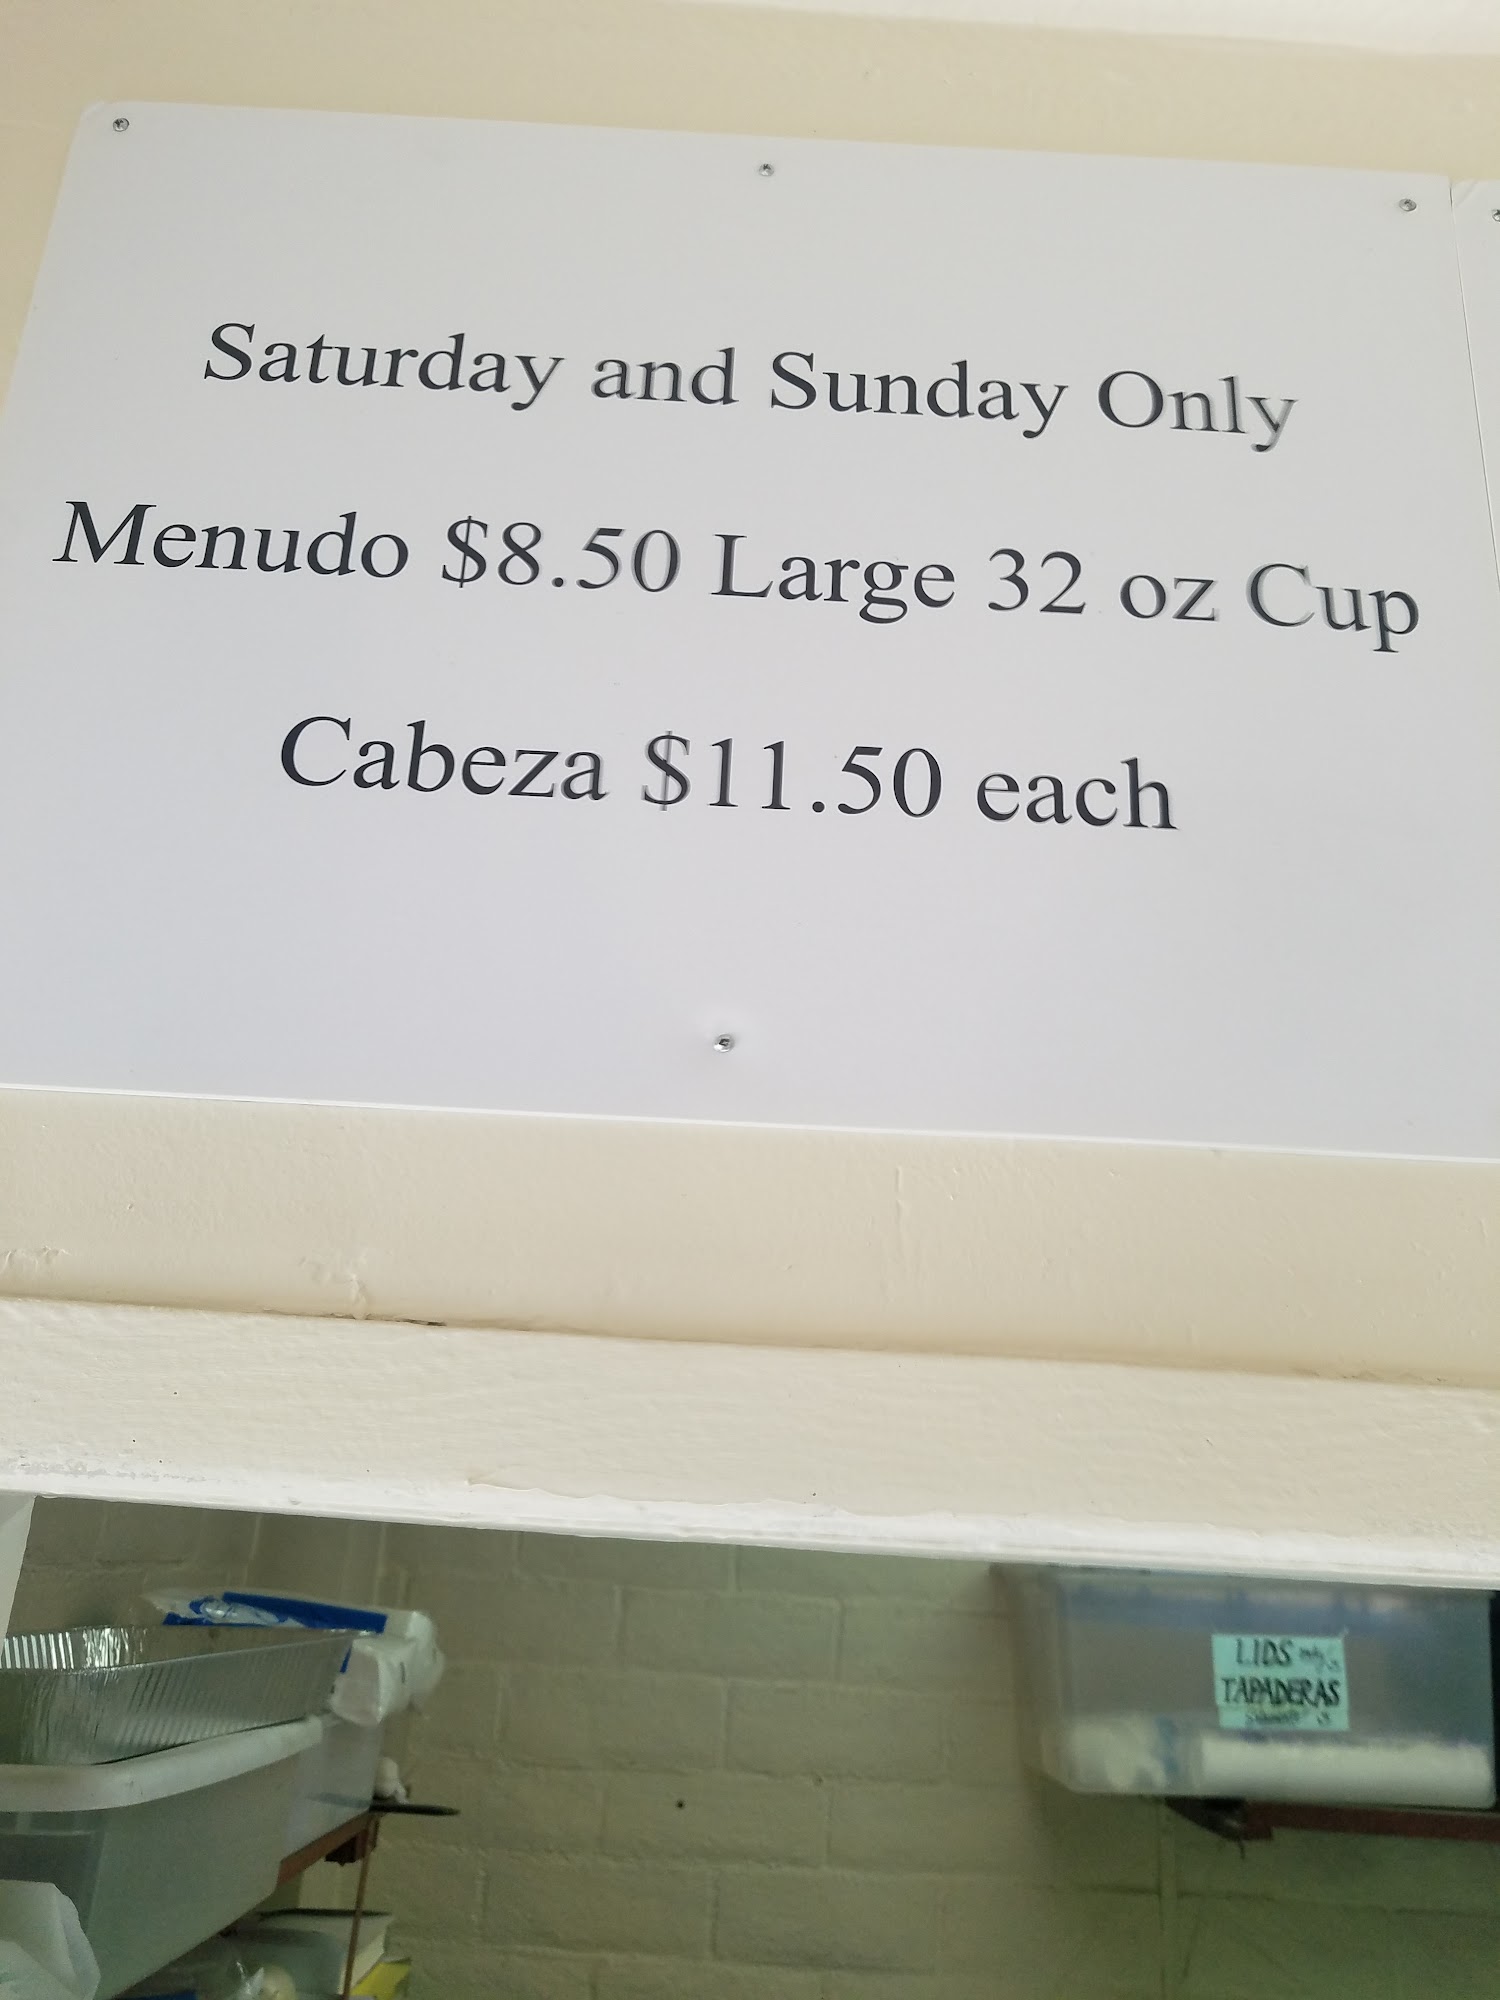 Saturday and Sunday Only
Menudo $8.50 Large 32 oz Cup
Cabeza $11.50 each
LIDS
TAPADERAS